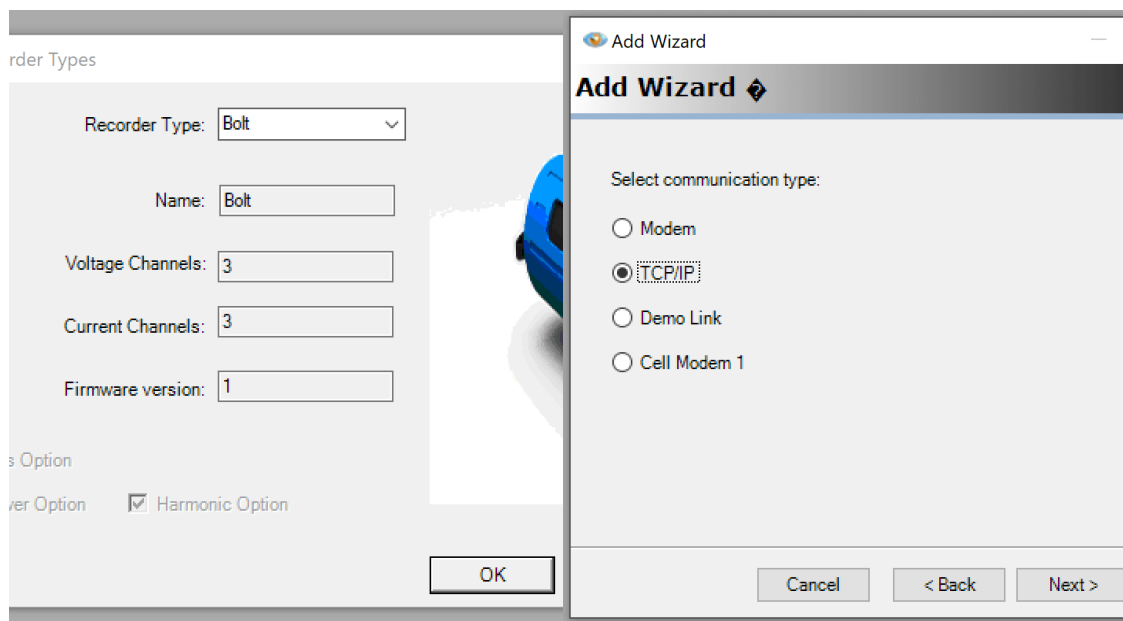 rder Types
Recorder Type: Bolt
Name: Bolt
Voltage Channels: 3
Current Channels: 3
Firmware version: 1
s Option
ver Option Harmonic Option
OK
Add Wizard
Add Wizard �
Select communication type:
Modem
TCP/IP
Demo Link
Cell Modem 1
Cancel < Back Next >